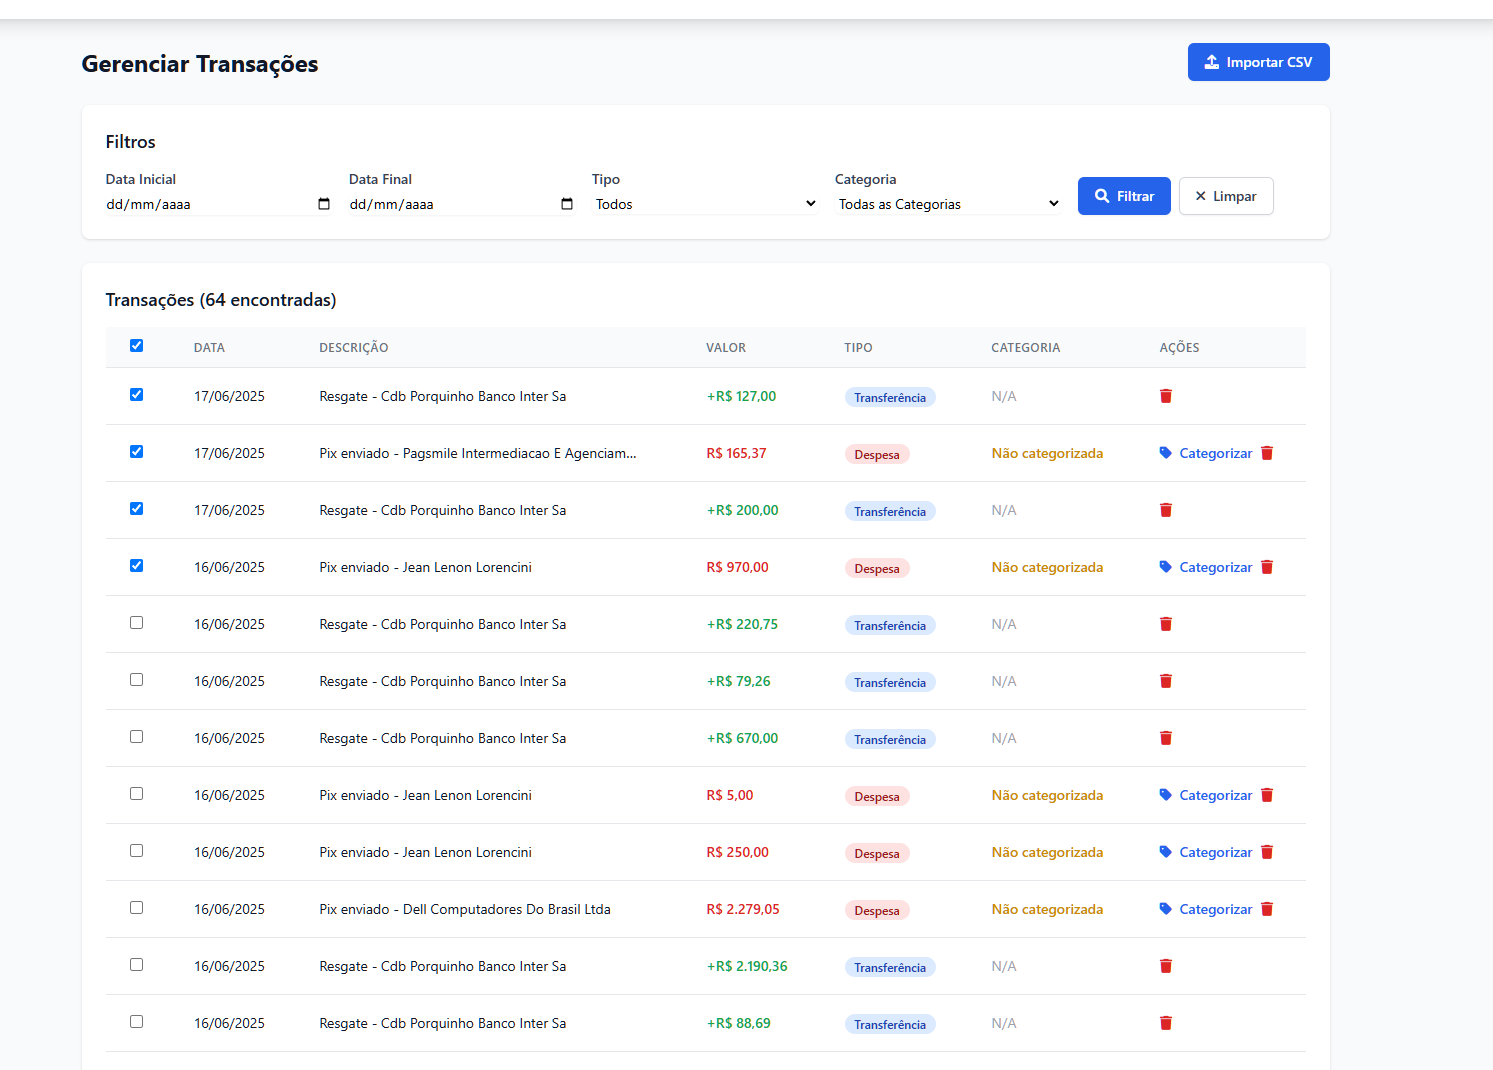 Gerenciar Transações
Importar CSV
Filtros
Data Inicial Data Final Tipo Categoria
dd/mm/aaaa dd/mm/aaaa Todos Todas as Categorias Filtrar Limpar
Transações (64 encontradas)
DATA DESCRIÇÃO VALOR TIPO CATEGORIA AÇÕES
17/06/2025 Resgate - Cdb Porquinho Banco Inter Sa +R$ 127,00 Transferência N/A
17/06/2025 Pix enviado - Pagsmile Intermediacao E Agenciam... R$ 165,37 Despesa Não categorizada Categorizar
17/06/2025 Resgate - Cdb Porquinho Banco Inter Sa +R$ 200,00 Transferência N/A
16/06/2025 Pix enviado - Jean Lenon Lorencini R$ 970,00 Despesa Não categorizada Categorizar
16/06/2025 Resgate - Cdb Porquinho Banco Inter Sa +R$ 220,75 Transferência N/A
16/06/2025 Resgate - Cdb Porquinho Banco Inter Sa +R$ 79,26 Transferência N/A
16/06/2025 Resgate - Cdb Porquinho Banco Inter Sa +R$ 670,00 Transferência N/A
16/06/2025 Pix enviado - Jean Lenon Lorencini R$ 5,00 Despesa Não categorizada Categorizar
16/06/2025 Pix enviado - Jean Lenon Lorencini R$ 250,00 Despesa Não categorizada Categorizar
16/06/2025 Pix enviado - Dell Computadores Do Brasil Ltda R$ 2.279,05 Despesa Não categorizada Categorizar
16/06/2025 Resgate - Cdb Porquinho Banco Inter Sa +R$ 2.190,36 Transferência N/A
16/06/2025 Resgate - Cdb Porquinho Banco Inter Sa +R$ 88,69 Transferência N/A